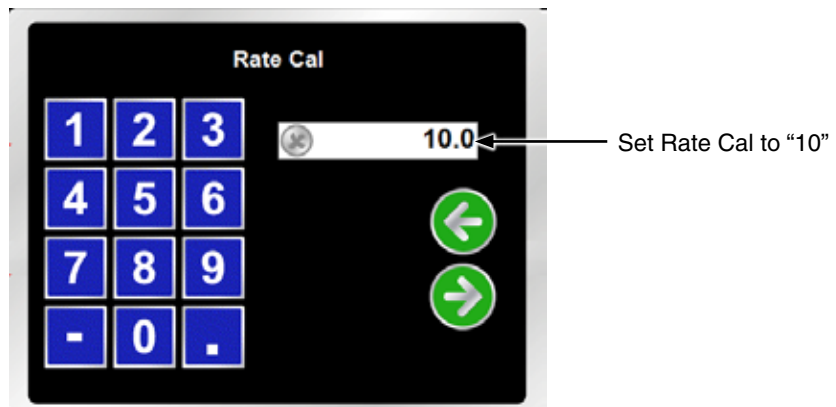 Rate Cal
1 2 3
10.0
Set Rate Cal to “10”
4 5 6
7 8 9
- 0 .